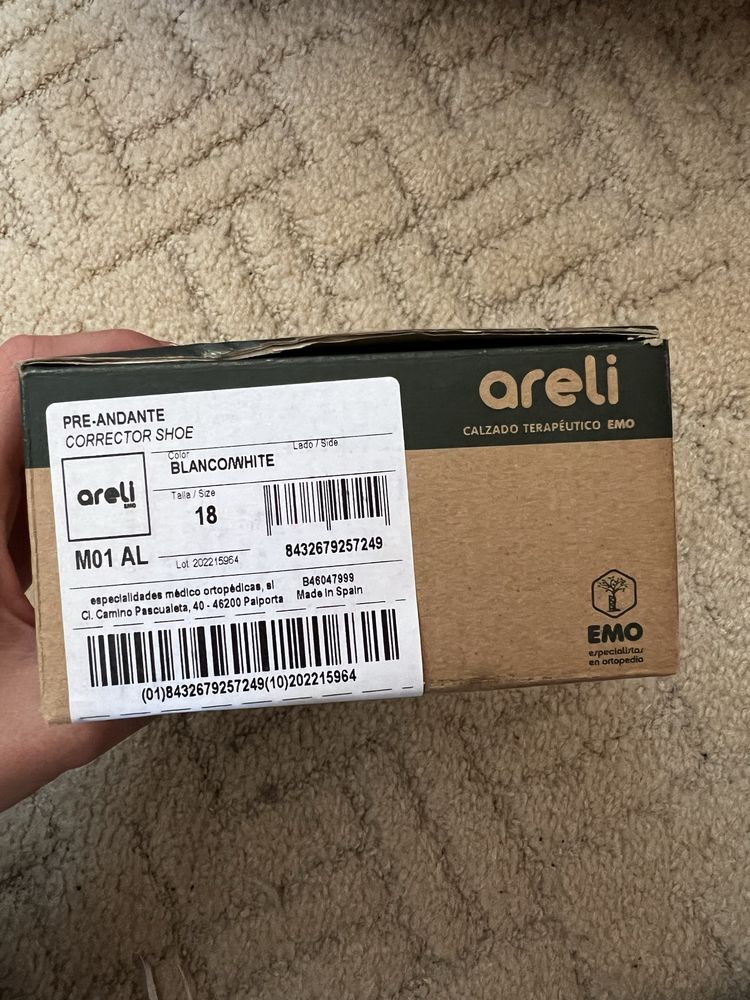 areli
CALZADO TERAPÉUTICO EMO
PRE-ANDANTE
CORRECTOR SHOE
Color
BLANCO/WHITE
Lado / Side
areli
EMO
Talla / Size
18
M01 AL
Lot. 202215964
8432679257249
especialidades médico ortopédicas, sl
B46047999
Cl. Camino Pascualeta, 40 - 46200 Paiporta
Made in Spain
(01)8432679257249(10)202215964
EMO
especialistas
en ortopedia